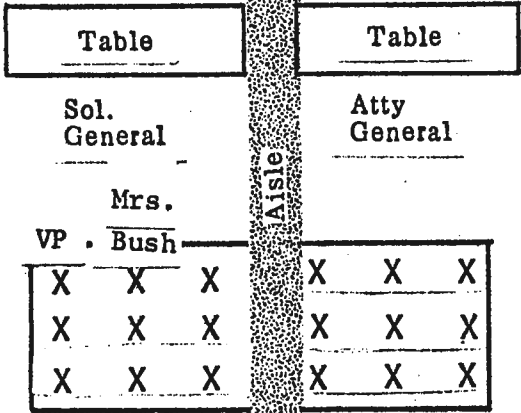 Table Table
Sol. Atty
General General
Aisle
Mrs.
VP . Bush
X X X X X X
X X X X X X
X X X X X X